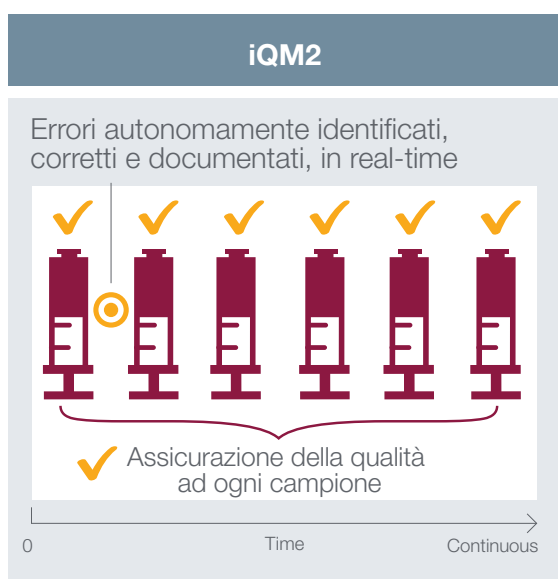 iQM2
Errori autonomamente identificati,
corretti e documentati, in real-time
Assicurazione della qualità
ad ogni campione
0
Time
Continuous